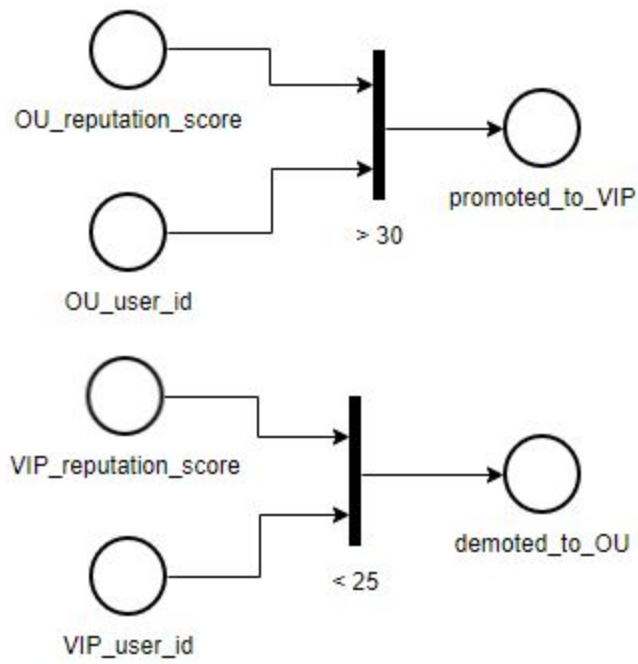 OU_reputation_score
promoted_to_VIP
> 30
OU_user_id
VIP_reputation_score
demoted_to_OU
< 25
VIP_user_id